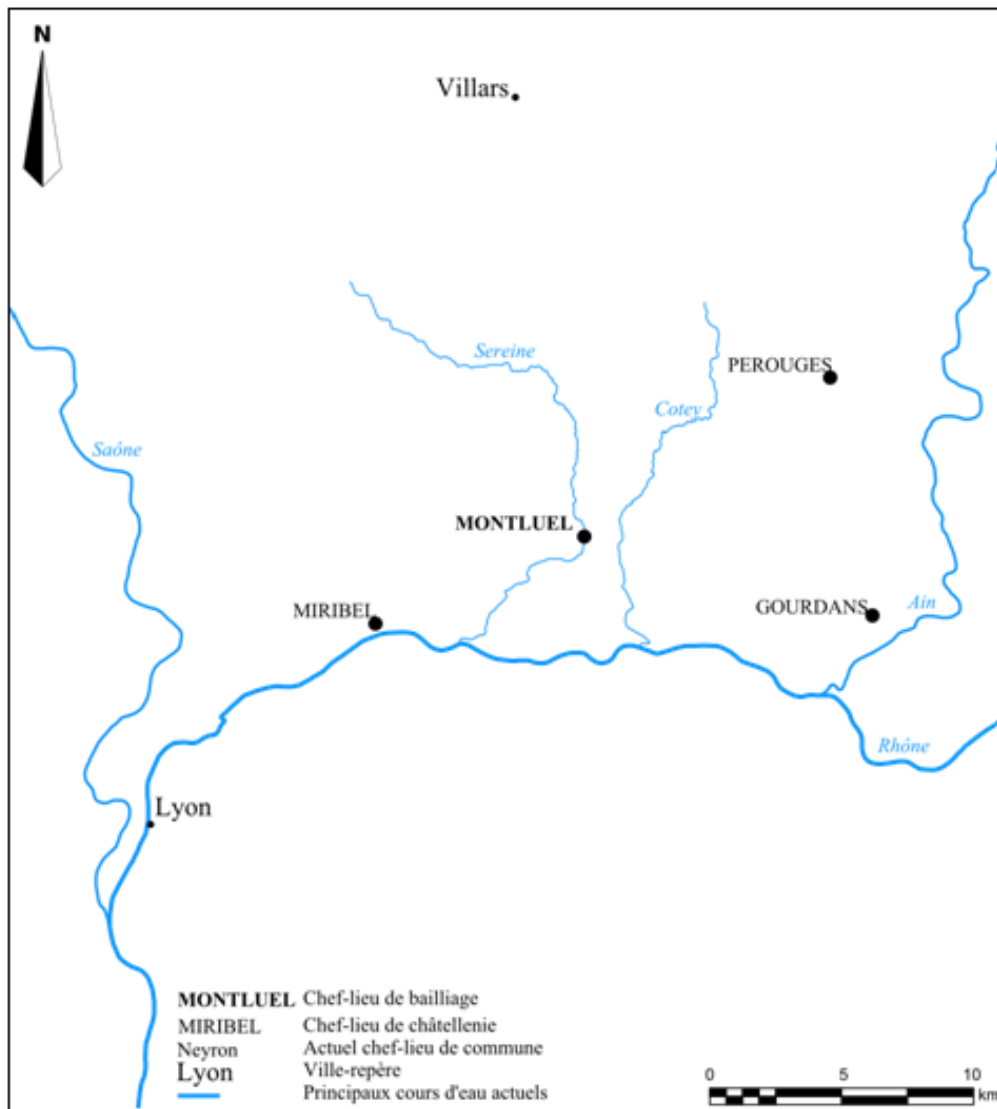 N
Villars
Sereine
PEROUGES
Cotey
Saône
MONTLUEL
MIRIBEL
GOURDANS
Ain
Rhône
Lyon
MONTLUEL Chef-lieu de bailliage
MIRIBEL Chef-lieu de châtellenie
Neyron Actuel chef-lieu de commune
Lyon Ville-repère
Principaux cours d'eau actuels
0 5 10
km